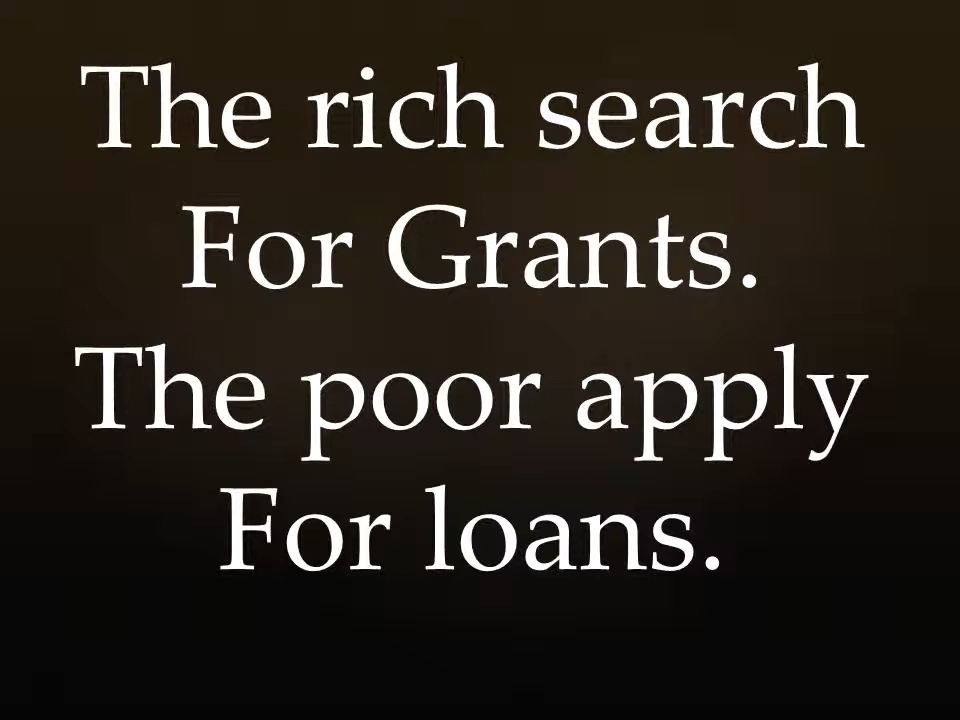 The rich search
For Grants.
The poor apply
For loans.